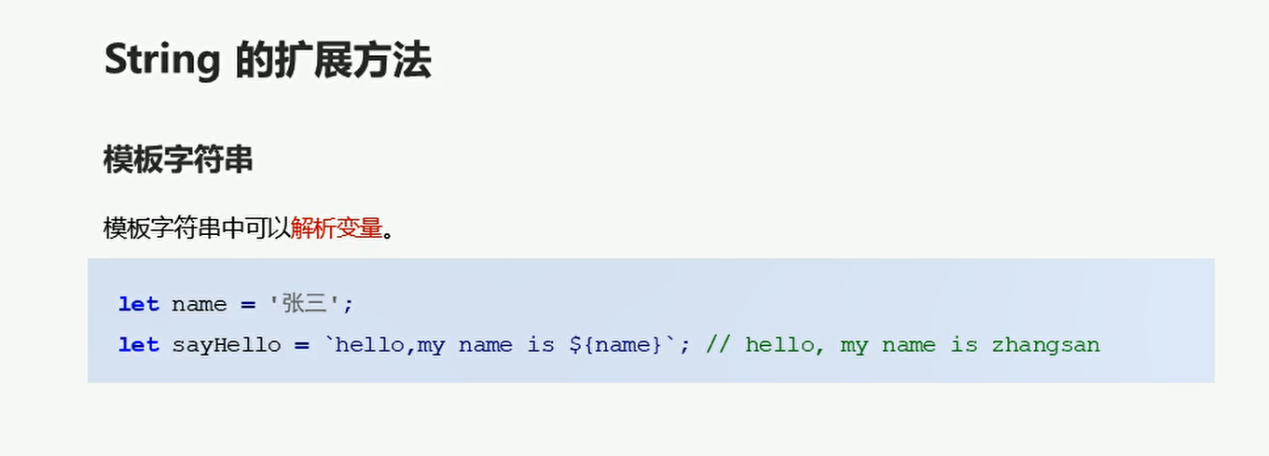 String 的扩展方法
模板字符串
模板字符串中可以解析变量。
let name = '张三';
let sayHello = `hello,my name is ${name}`; // hello, my name is zhangsan